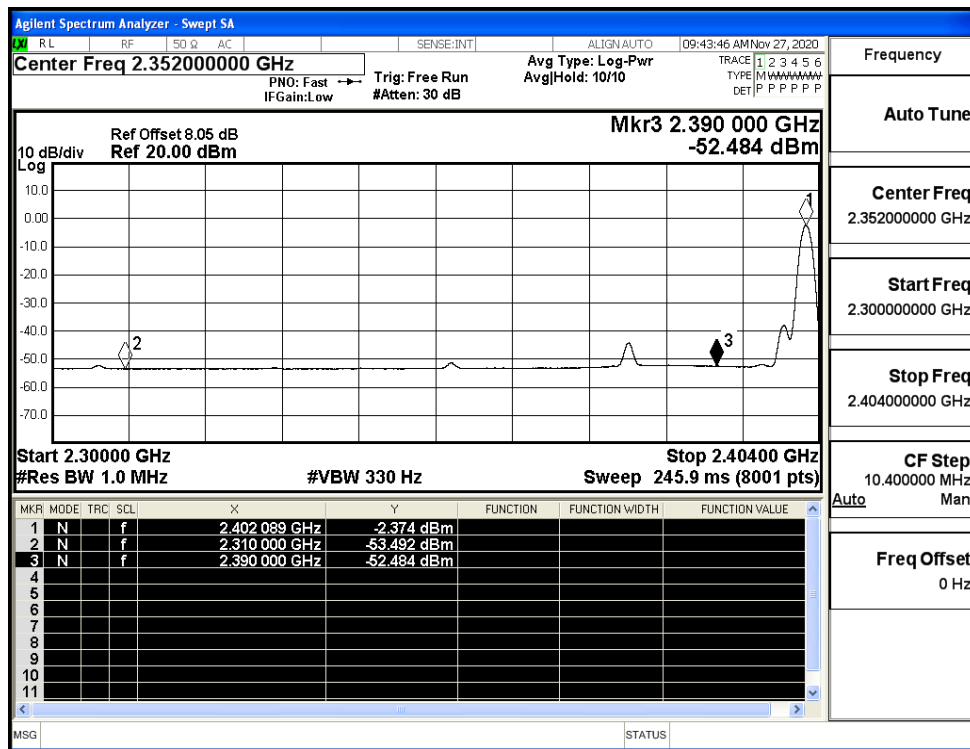 Agilent Spectrum Analyzer - Swept SA
LXI RL RF 50 Ω AC SENSE:INT ALIGN AUTO 09:43:46 AM Nov 27, 2020
Center Freq 2.352000000 GHz
PNO: Fast
IFGain:Low
Trig: Free Run
#Atten: 30 dB
Avg Type: Log-Pwr
Avg|Hold: 10/10
TRACE 1 2 3 4 5 6
TYPE M WWWWW
DET P P P P P P
Ref Offset 8.05 dB
10 dB/div Ref 20.00 dBm
Log
Mkr3 2.390 000 GHz
-52.484 dBm
10.0
0.00
-10.0
-20.0
-30.0
-40.0
-50.0
-60.0
-70.0
1
2
3
Start 2.30000 GHz Stop 2.40400 GHz
#Res BW 1.0 MHz #VBW 330 Hz Sweep 245.9 ms (8001 pts)
MKR MODE TRC SCL X Y FUNCTION FUNCTION WIDTH FUNCTION VALUE
1 N f 2.402 089 GHz -2.374 dBm
2 N f 2.310 000 GHz -53.492 dBm
3 N f 2.390 000 GHz -52.484 dBm
4
5
6
7
8
9
10
11
MSG STATUS
Frequency
Auto Tune
Center Freq
2.352000000 GHz
Start Freq
2.300000000 GHz
Stop Freq
2.404000000 GHz
CF Step
10.400000 MHz
Auto Man
Freq Offset
0 Hz